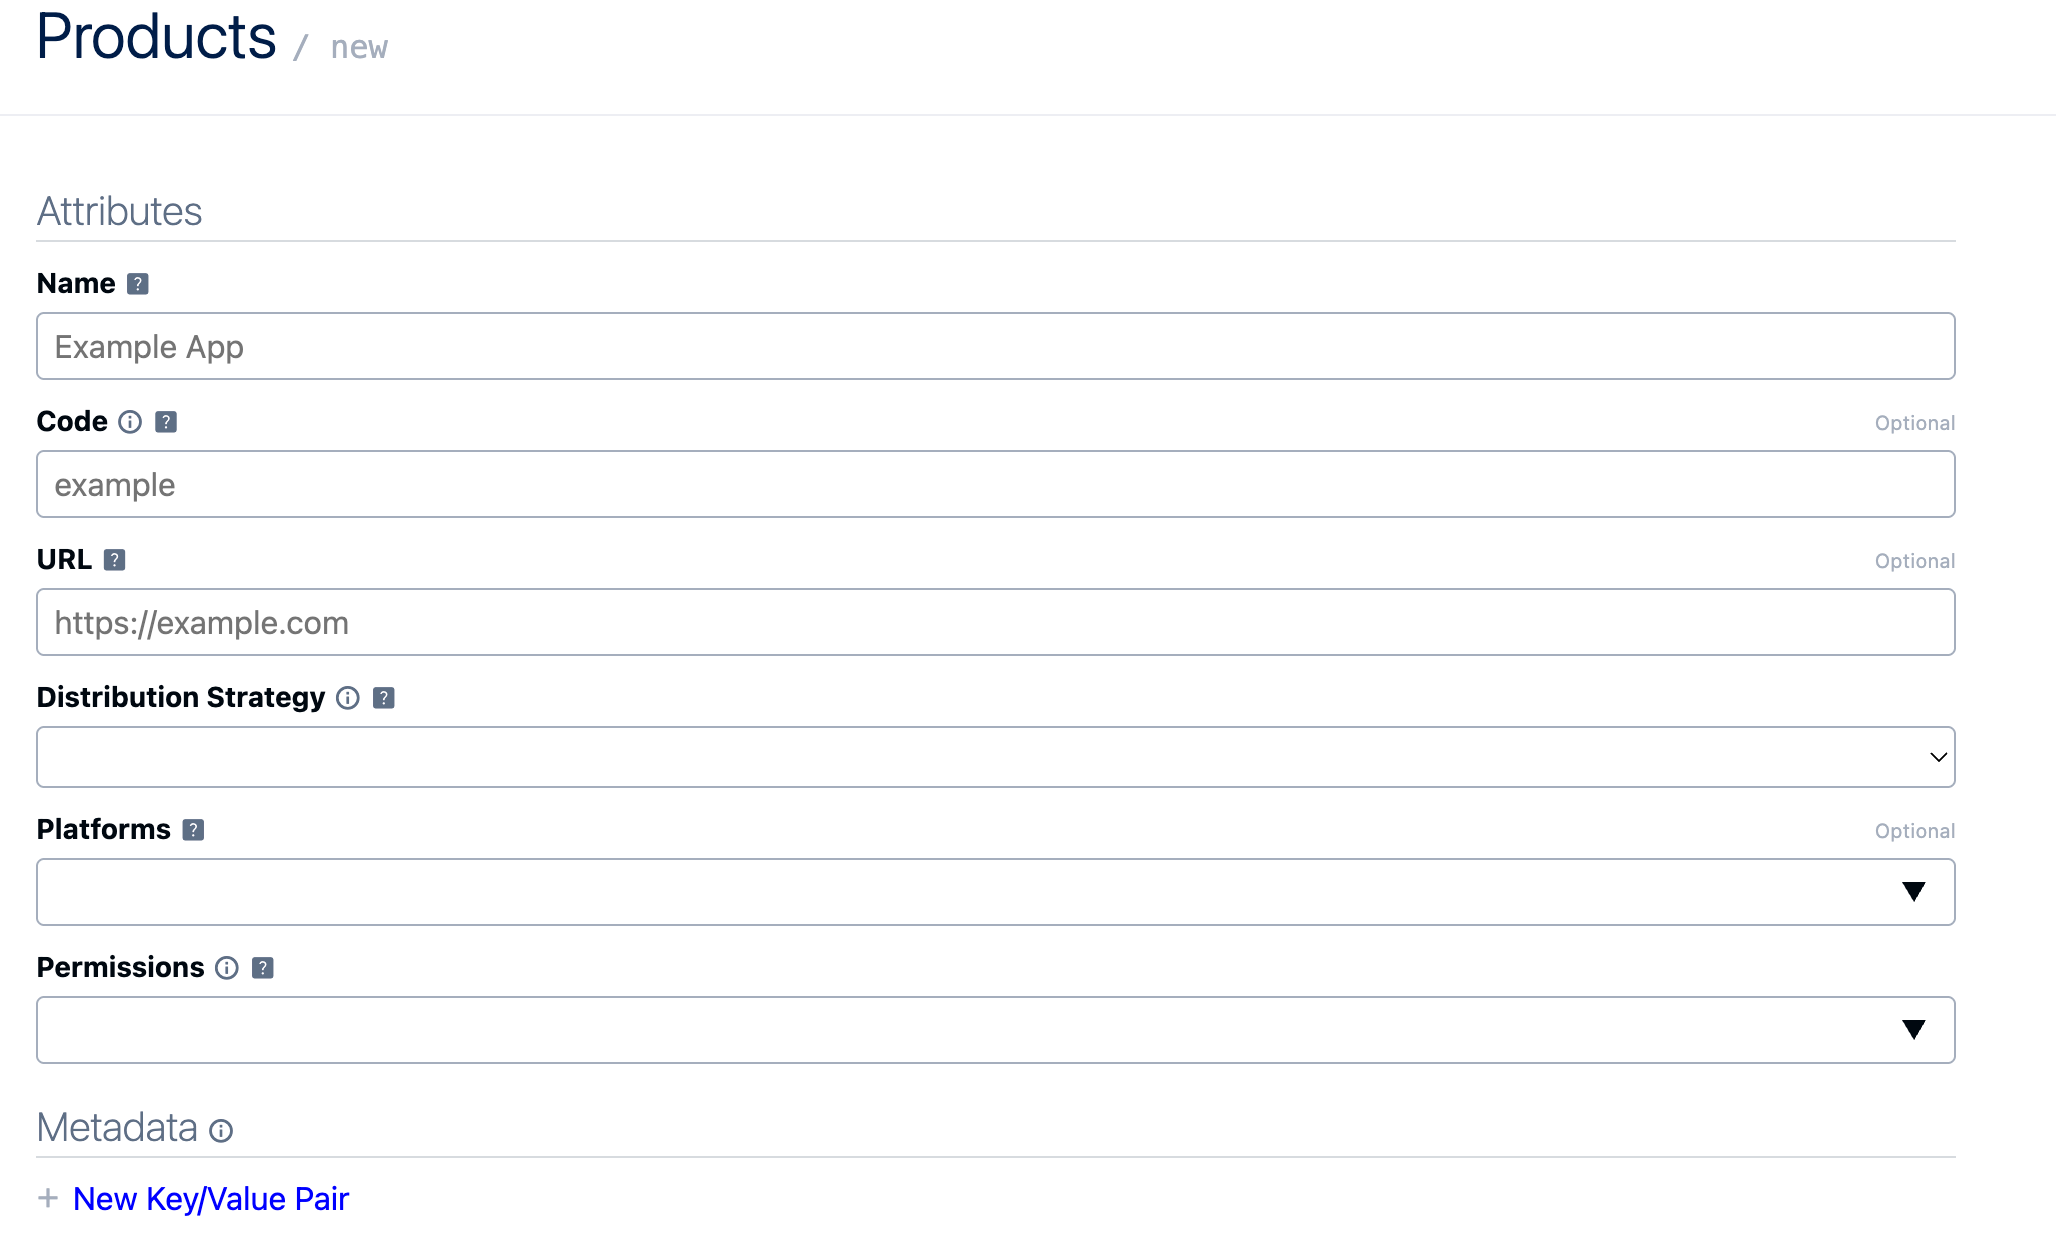 Products / new
Attributes
Name ?
Example App
Code ⓘ ? Optional
example
URL ? Optional
https://example.com
Distribution Strategy ⓘ ?
Platforms ? Optional
Permissions ⓘ ?
Metadata ⓘ
+ New Key/Value Pair